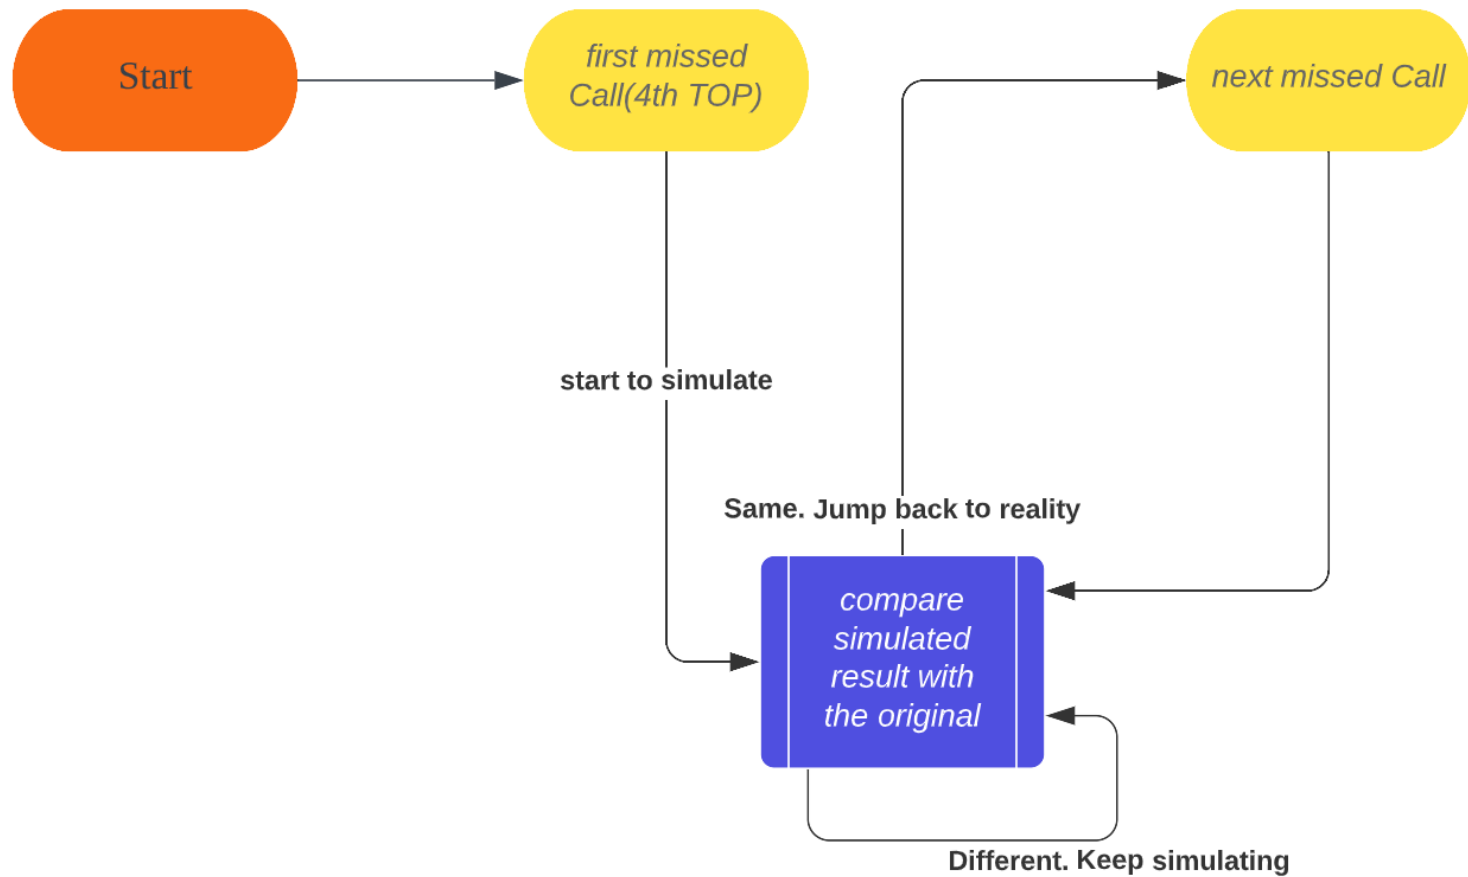 Start
first missed
Call(4th TOP)
next missed Call
start to simulate
Same. Jump back to reality
compare
simulated
result with
the original
Different. Keep simulating